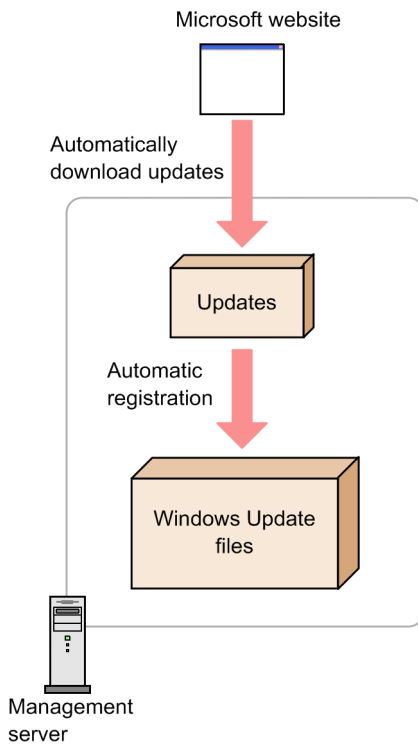 Microsoft website
Automatically
download updates
Updates
Automatic
registration
Windows Update
files
Management
server